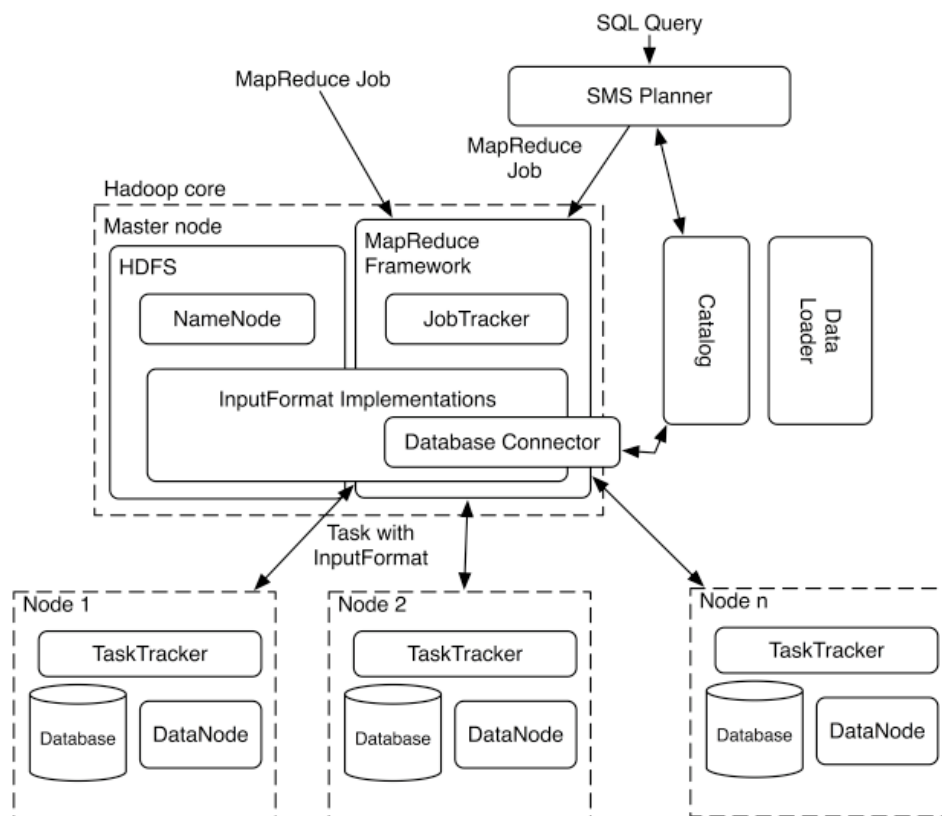 SQL Query
SMS Planner
MapReduce Job
MapReduce
Job
Hadoop core
Master node
HDFS
NameNode
MapReduce
Framework
JobTracker
InputFormat Implementations
Database Connector
Catalog
Data
Loader
Task with
InputFormat
Node 1
TaskTracker
Database
DataNode
Node 2
TaskTracker
Database
DataNode
Node n
TaskTracker
Database
DataNode